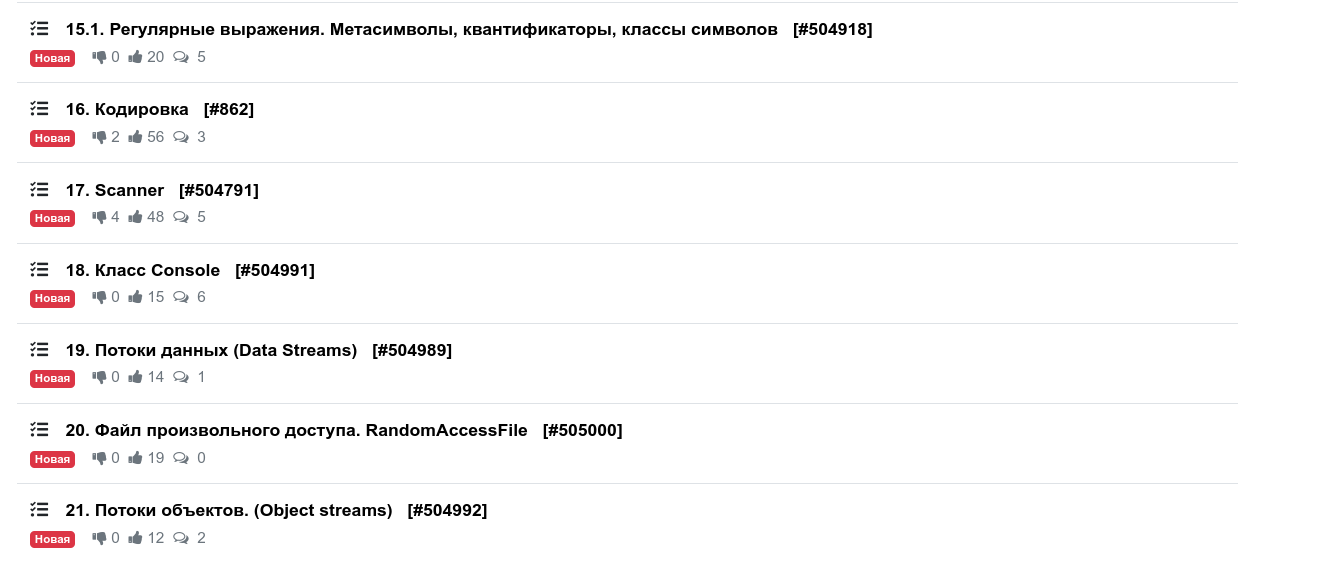 15.1. Регулярные выражения. Метасимволы, квантификаторы, классы символов [#504918]
Новая 0 20 5
16. Кодировка [#862]
Новая 2 56 3
17. Scanner [#504791]
Новая 4 48 5
18. Класс Console [#504991]
Новая 0 15 6
19. Потоки данных (Data Streams) [#504989]
Новая 0 14 1
20. Файл произвольного доступа. RandomAccessFile [#505000]
Новая 0 19 0
21. Потоки объектов. (Object streams) [#504992]
Новая 0 12 2